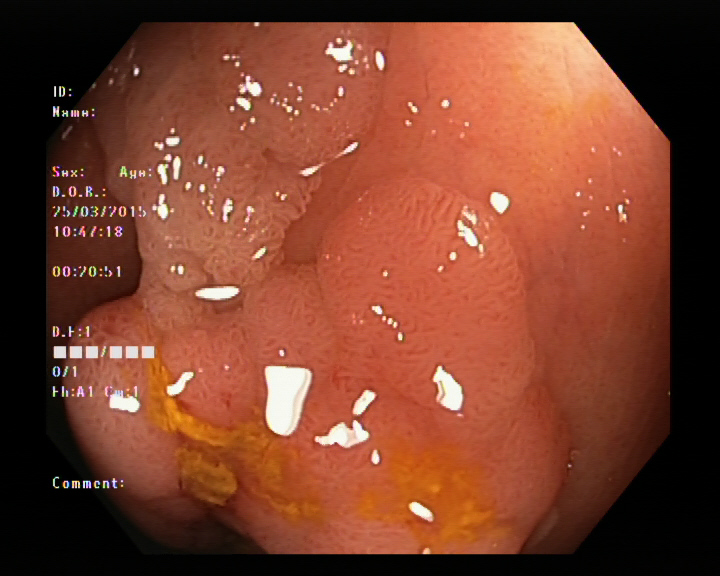 ID:
Name:
Sex: Age:
D.O.B.:
25/03/2015
10:47:18
00:20:51
D.F:1
■■■/■■■
0/1
Eh:A1 Cm:1
Comment: